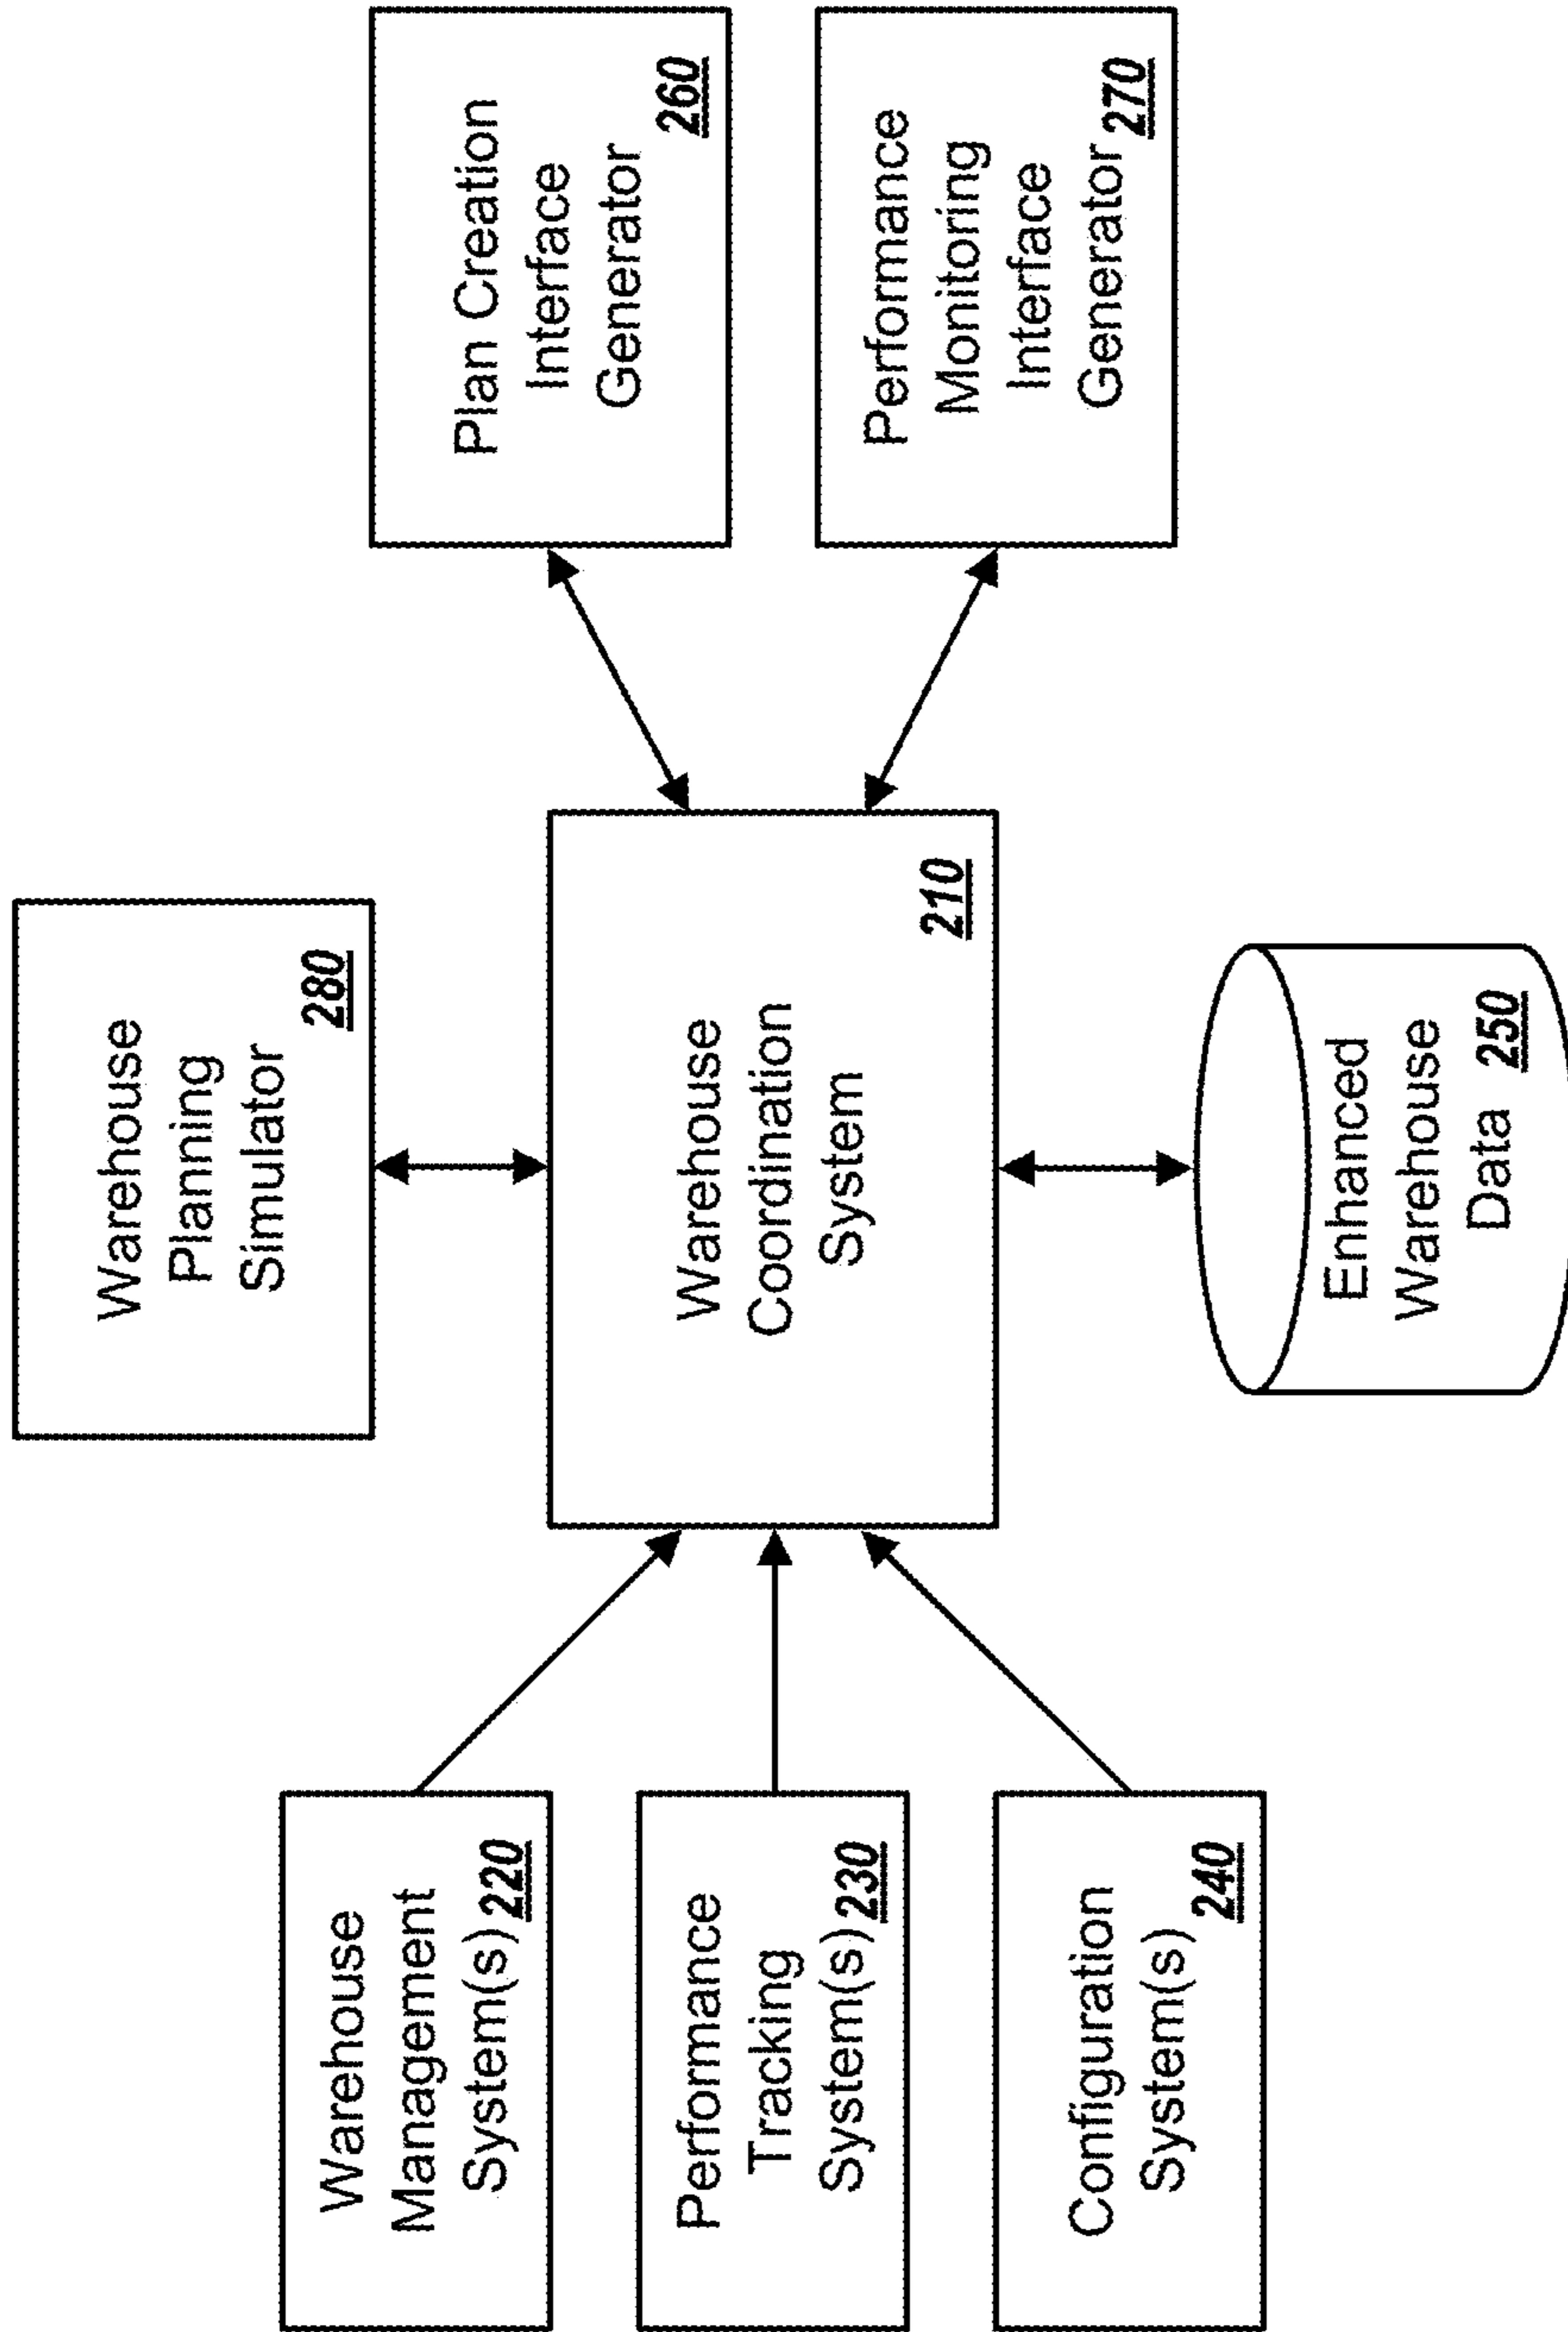 Warehouse
Planning
Simulator
280
Warehouse
Management
System(s) 220
Performance
Tracking
System(s) 230
Configuration
System(s)
240
Warehouse
Coordination
System
210
Plan Creation
Interface
Generator
260
Performance
Monitoring
Interface
Generator 270
Enhanced
Warehouse
Data 250